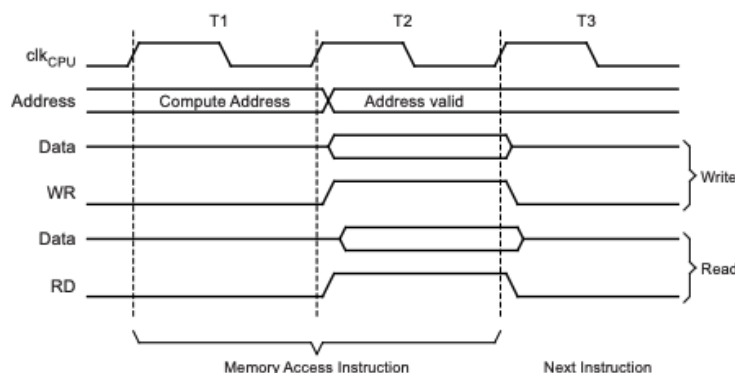 T1 T2 T3
clkCPU
Address Compute Address Address valid
Data
WR Write
Data
RD Read
Memory Access Instruction Next Instruction